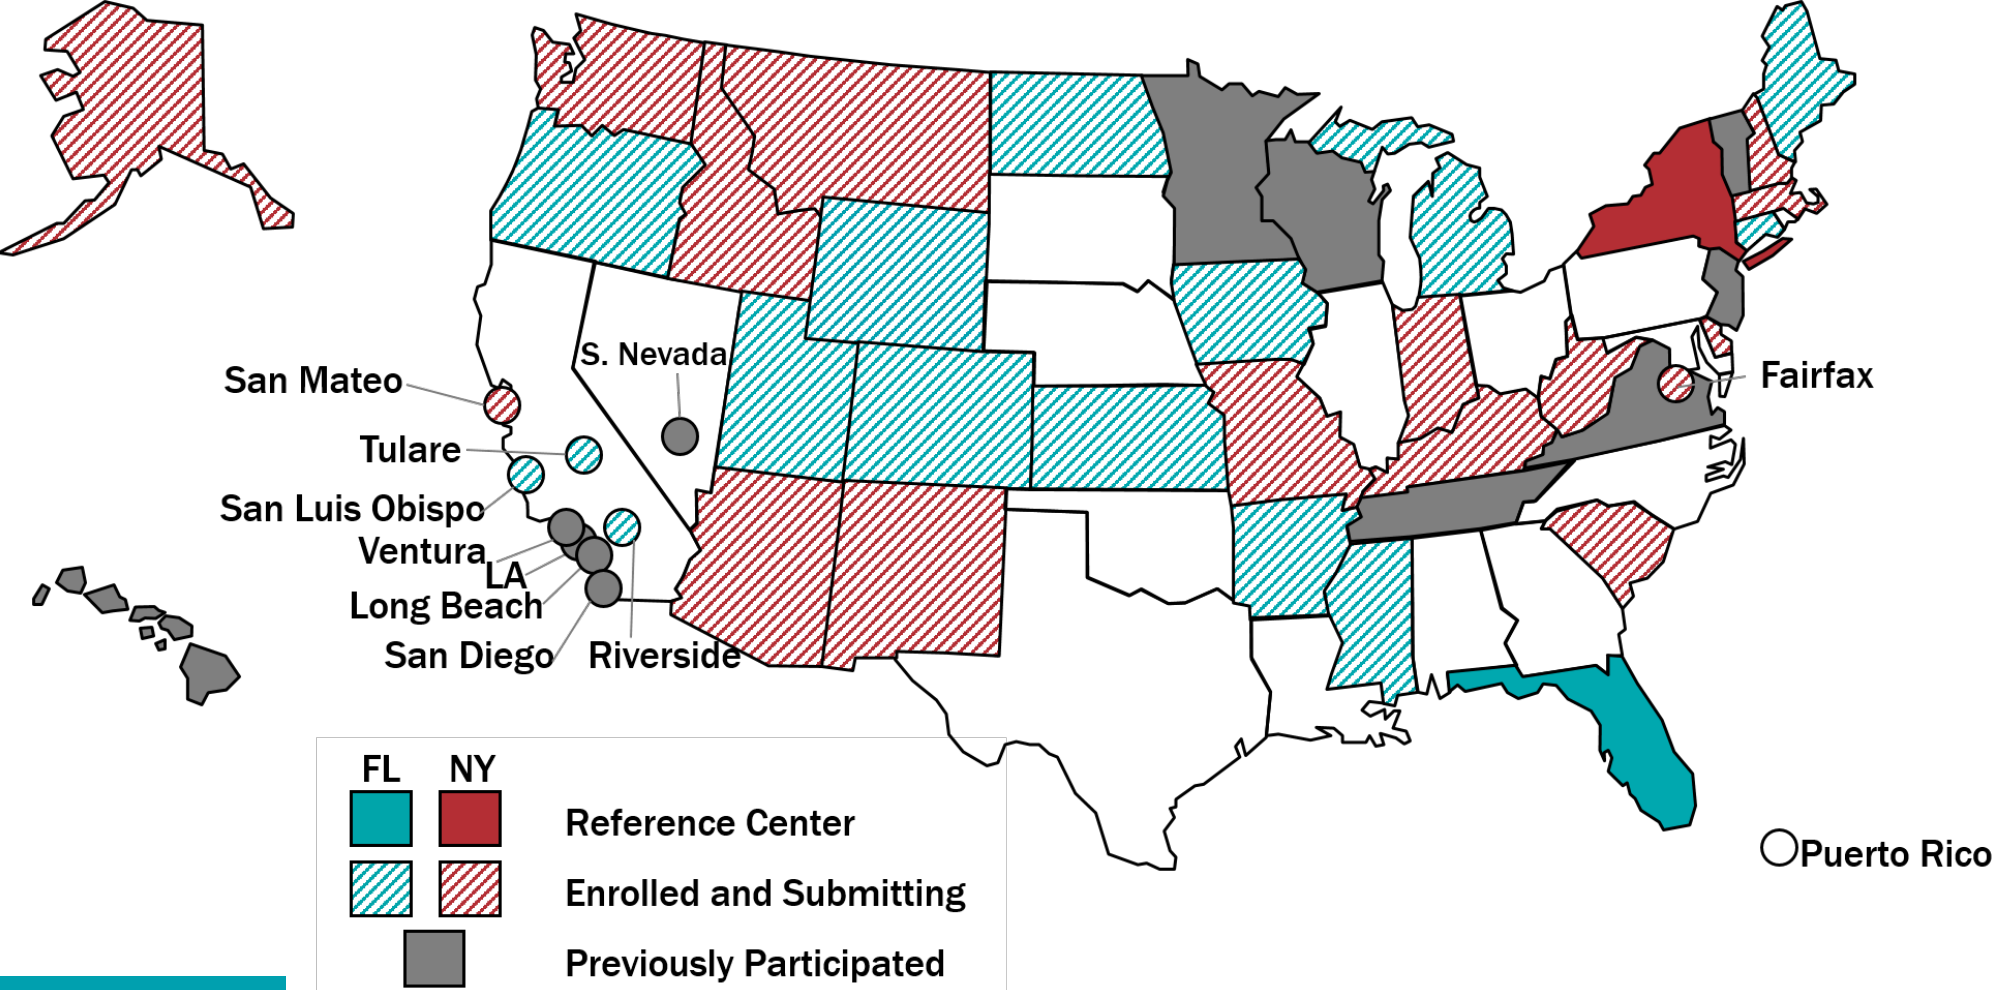 S. Nevada
San Mateo
Fairfax
Tulare
San Luis Obispo
Ventura
LA
Long Beach
San Diego
Riverside
FL NY
Reference Center
Puerto Rico
Enrolled and Submitting
Previously Participated